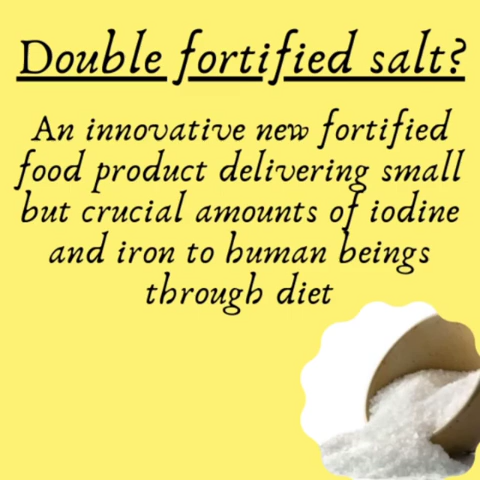 Double fortified salt?
An innovative new fortified
food product delivering small
but crucial amounts of iodine
and iron to human beings
through diet